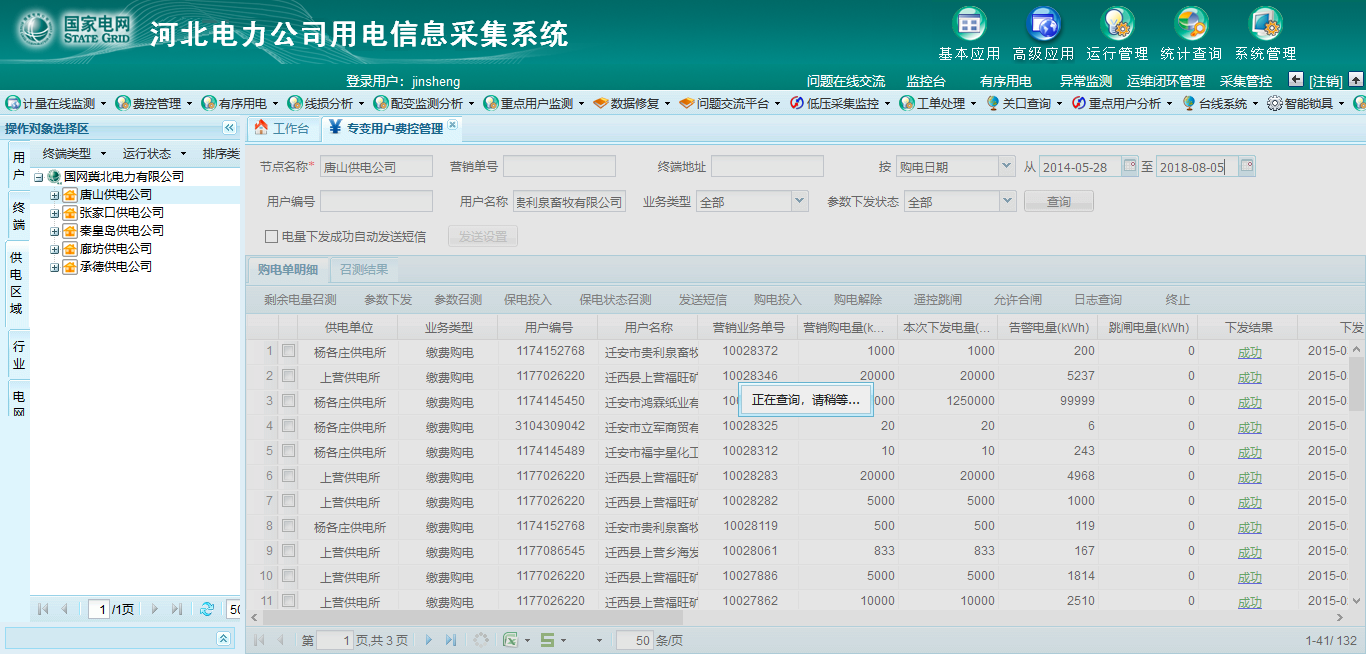 国家电网
STATE GRID
河北电力公司用电信息采集系统
基本应用 高级应用 运行管理 统计查询 系统管理
登录用户：jinsheng
问题在线交流 监控台 有序用电 异常监测 运维闭环管理 采集管控 [注销]
计量在线监测 费控管理 有序用电 线损分析 配变监测分析 重点用户监测 数据修复 问题交流平台 低压采集监控 工单处理 关口查询 重点用户分析 台线系统 智能锁具
操作对象选择区
工作台 专变用户费控管理
用户
终端
供电区域
行业
电网
终端类型 运行状态 排序类
国网冀北电力有限公司
唐山供电公司
张家口供电公司
秦皇岛供电公司
廊坊供电公司
承德供电公司
1 /1页 50
节点名称* 唐山供电公司 营销单号 终端地址 按 购电日期 从 2014-05-28 至 2018-08-05
用户编号 用户名称 贵利泉畜牧有限公司 业务类型 全部 参数下发状态 全部 查询
电量下发成功自动发送短信 发送设置
购电单明细 召测结果
剩余电量召测 参数下发 参数召测 保电投入 保电状态召测 发送短信 购电投入 购电解除 遥控跳闸 允许合闸 日志查询 终止
供电单位 业务类型 用户编号 用户名称 营销业务单号 营销购电量(k... 本次下发电量(... 告警电量(kWh) 跳闸电量(kWh) 下发结果 下发
1 杨各庄供电所 缴费购电 1174152768 迁安市贵利泉畜牧 10028372 1000 1000 200 0 成功 2015-0
2 上营供电所 缴费购电 1177026220 迁西县上营福旺矿 10028346 20000 20000 5237 0 成功 2015-0
3 杨各庄供电所 缴费购电 1174145450 迁安市鸿霖纸业有 100 000 1250000 99999 0 成功 2015-0
4 杨各庄供电所 缴费购电 3104309042 迁安市立军商贸有 10028325 20 20 6 0 成功 2015-0
5 杨各庄供电所 缴费购电 1174145489 迁安市福宇星化工 10028312 10 10 243 0 成功 2015-0
6 上营供电所 缴费购电 1177026220 迁西县上营福旺矿 10028283 20000 20000 4968 0 成功 2015-0
7 上营供电所 缴费购电 1177026220 迁西县上营福旺矿 10028282 5000 5000 1000 0 成功 2015-0
8 杨各庄供电所 缴费购电 1174152768 迁安市贵利泉畜牧 10028119 500 500 119 0 成功 2015-0
9 上营供电所 缴费购电 1177086545 迁西县上营乡海发 10028061 833 833 167 0 成功 2015-0
10 上营供电所 缴费购电 1177026220 迁西县上营福旺矿 10027886 5000 5000 1814 0 成功 2015-0
11 上营供电所 缴费购电 1177026220 迁西县上营福旺矿 10027862 10000 10000 2510 0 成功 2015-0
正在查询，请稍等...
第 1 页,共 3 页 50 条/页 1-41/ 132